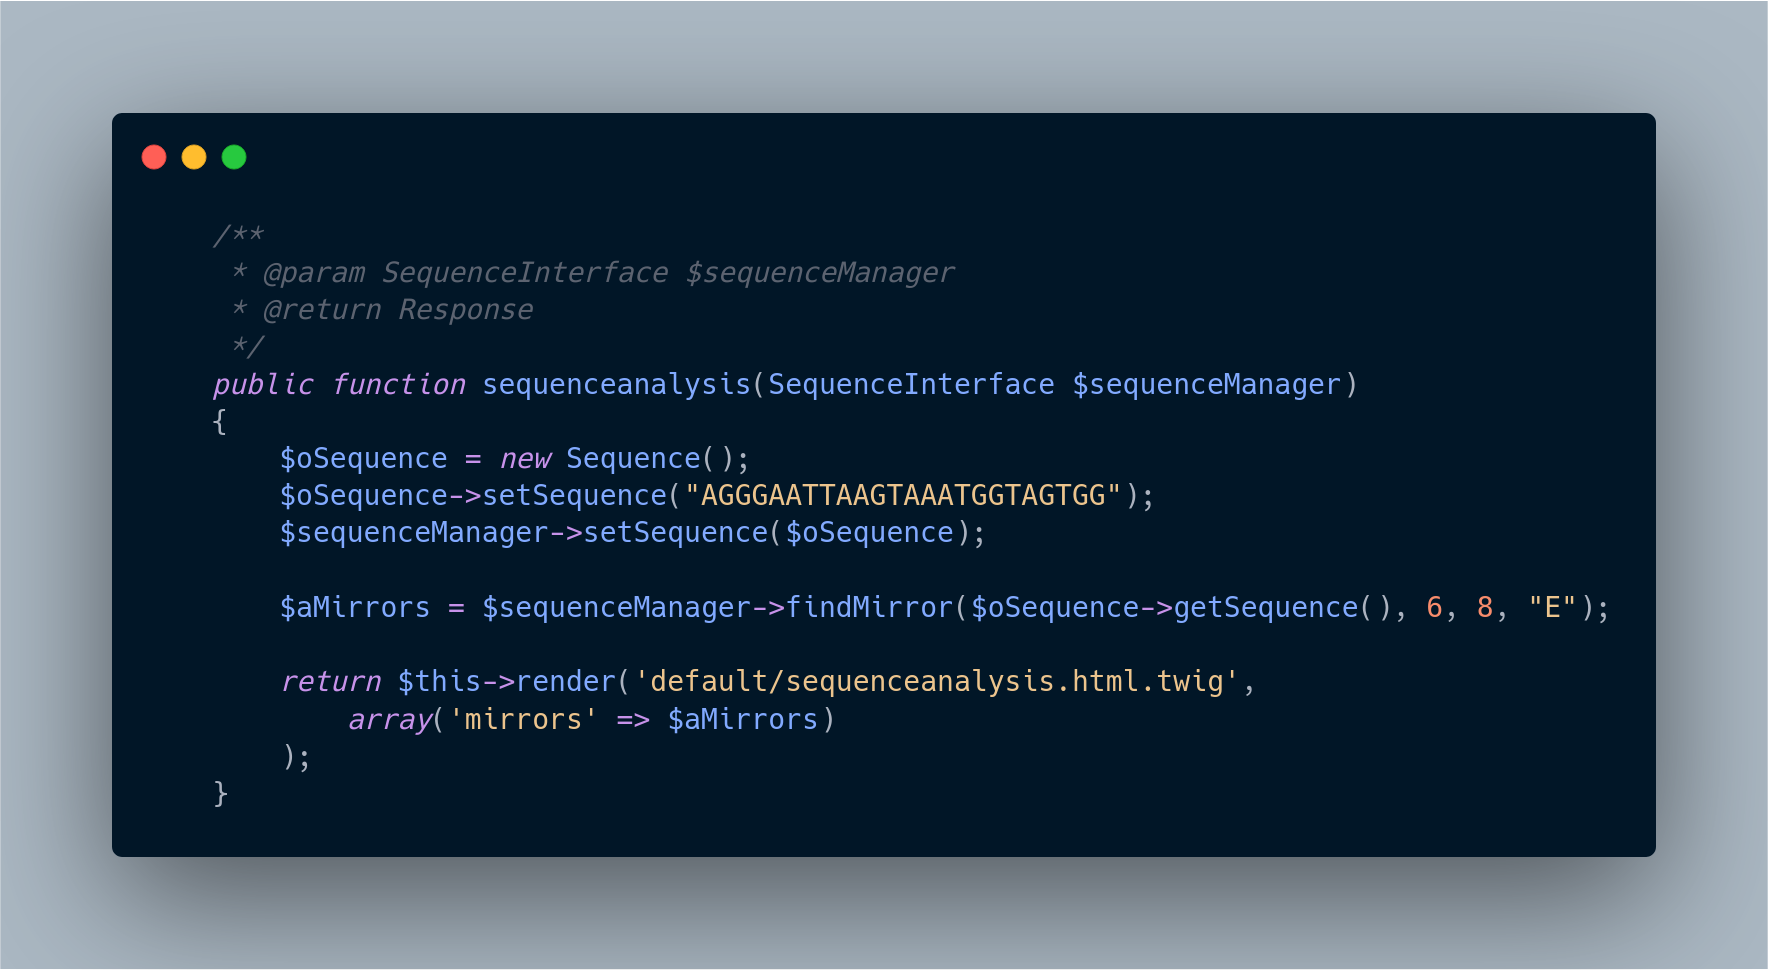 /**
 * @param SequenceInterface $sequenceManager
 * @return Response
 */
public function sequenceanalysis(SequenceInterface $sequenceManager)
{
    $oSequence = new Sequence();
    $oSequence->setSequence("AGGGAATTAAGTAAATGGTAGTGG");
    $sequenceManager->setSequence($oSequence);

    $aMirrors = $sequenceManager->findMirror($oSequence->getSequence(), 6, 8, "E");

    return $this->render('default/sequenceanalysis.html.twig',
        array('mirrors' => $aMirrors)
    );
}